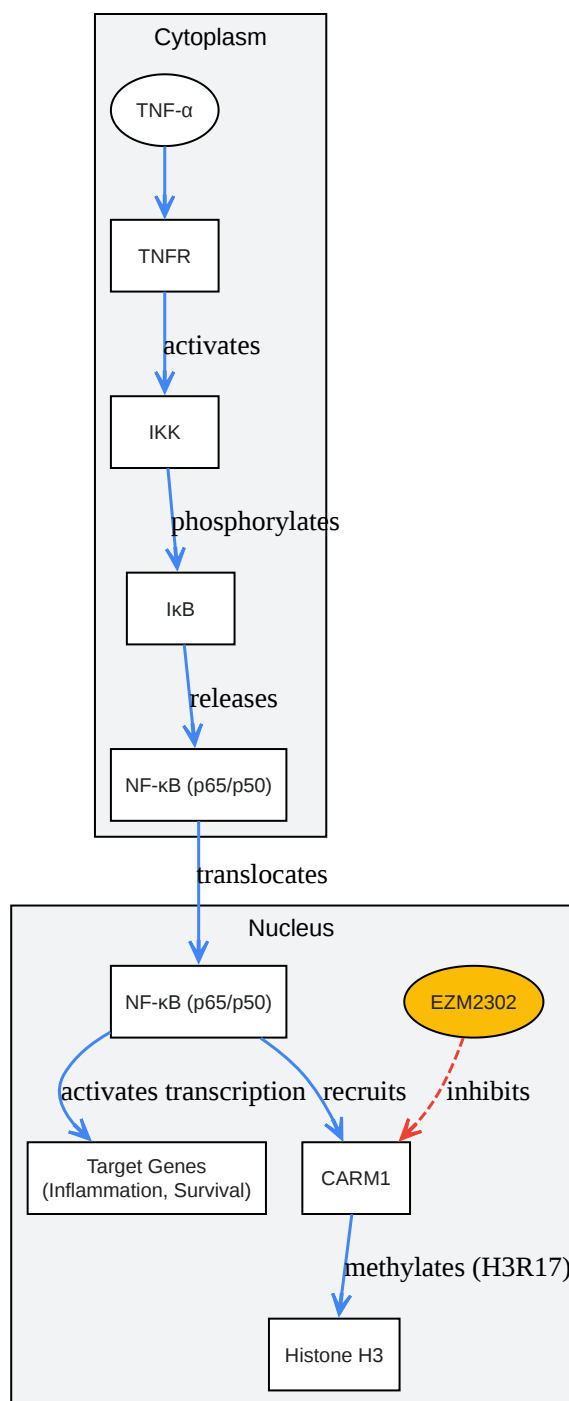 Cytoplasm
TNF-α
TNFR
activates
IKK
phosphorylates
IκB
releases
NF-κB (p65/p50)
translocates
Nucleus
NF-κB (p65/p50)
EZM2302
activates transcription
recruits
inhibits
Target Genes
(Inflammation, Survival)
CARM1
methylates (H3R17)
Histone H3